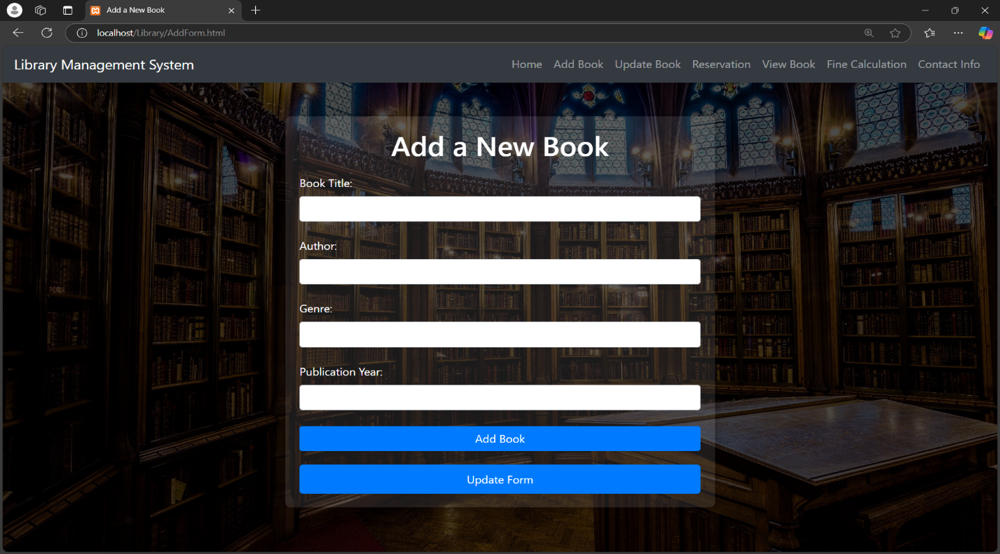 Add a New Book
localhost/Library/AddForm.html
Library Management System
Home Add Book Update Book Reservation View Book Fine Calculation Contact Info
Add a New Book
Book Title:
Author:
Genre:
Publication Year:
Add Book
Update Form